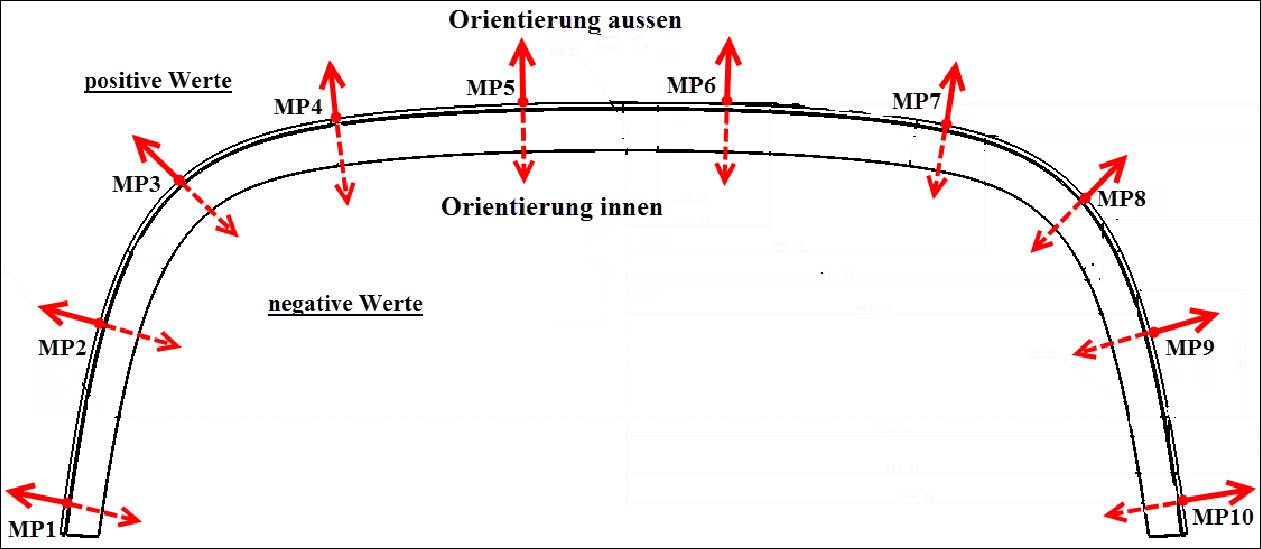 Orientierung aussen
positive Werte
MP5
MP6
MP4
MP7
MP3
MP8
Orientierung innen
negative Werte
MP2
MP9
MP1
MP10